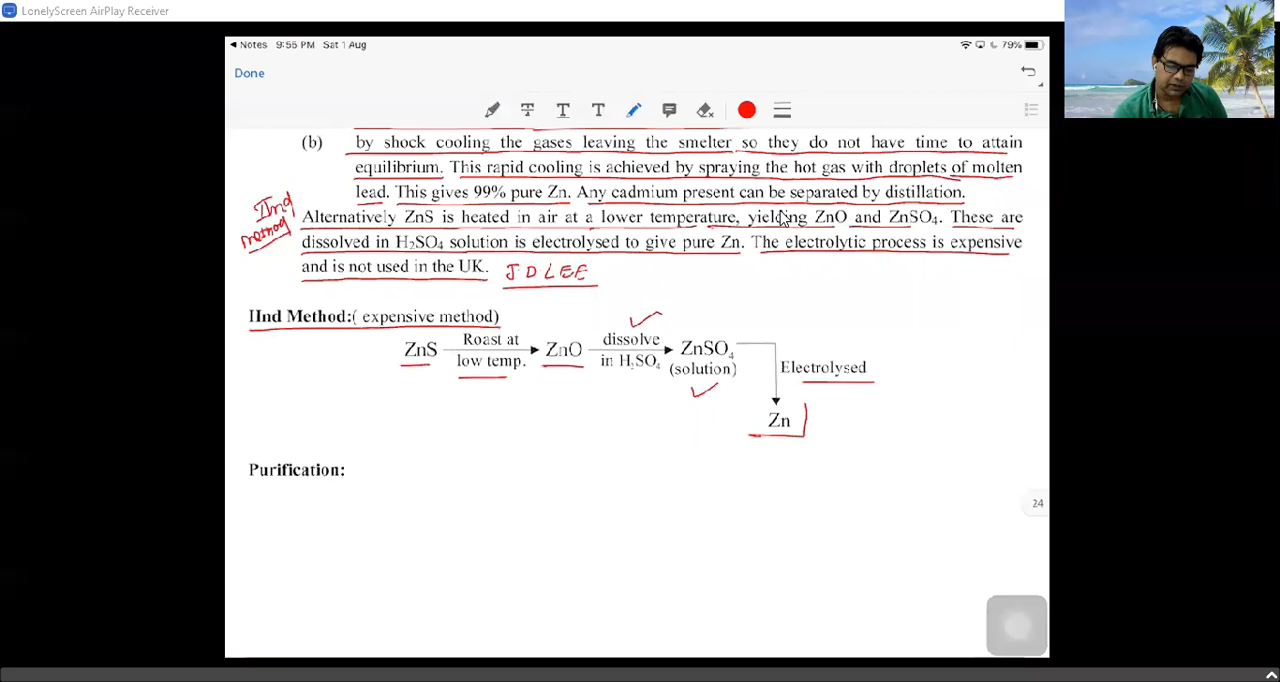 LonelyScreen AirPlay Receiver
Notes 9:55 PM Sat 1 Aug 79%
Done
(b) by shock cooling the gases leaving the smelter so they do not have time to attain
equilibrium. This rapid cooling is achieved by spraying the hot gas with droplets of molten
lead. This gives 99% pure Zn. Any cadmium present can be separated by distillation.
IInd
method
Alternatively ZnS is heated in air at a lower temperature, yielding ZnO and ZnSO₄. These are
dissolved in H₂SO₄ solution is electrolysed to give pure Zn. The electrolytic process is expensive
and is not used in the UK. J D LEE
IInd Method:( expensive method)
ZnS Roast at ZnO dissolve ZnSO₄
low temp. in H₂SO₄ (solution) Electrolysed
Zn
Purification:
24